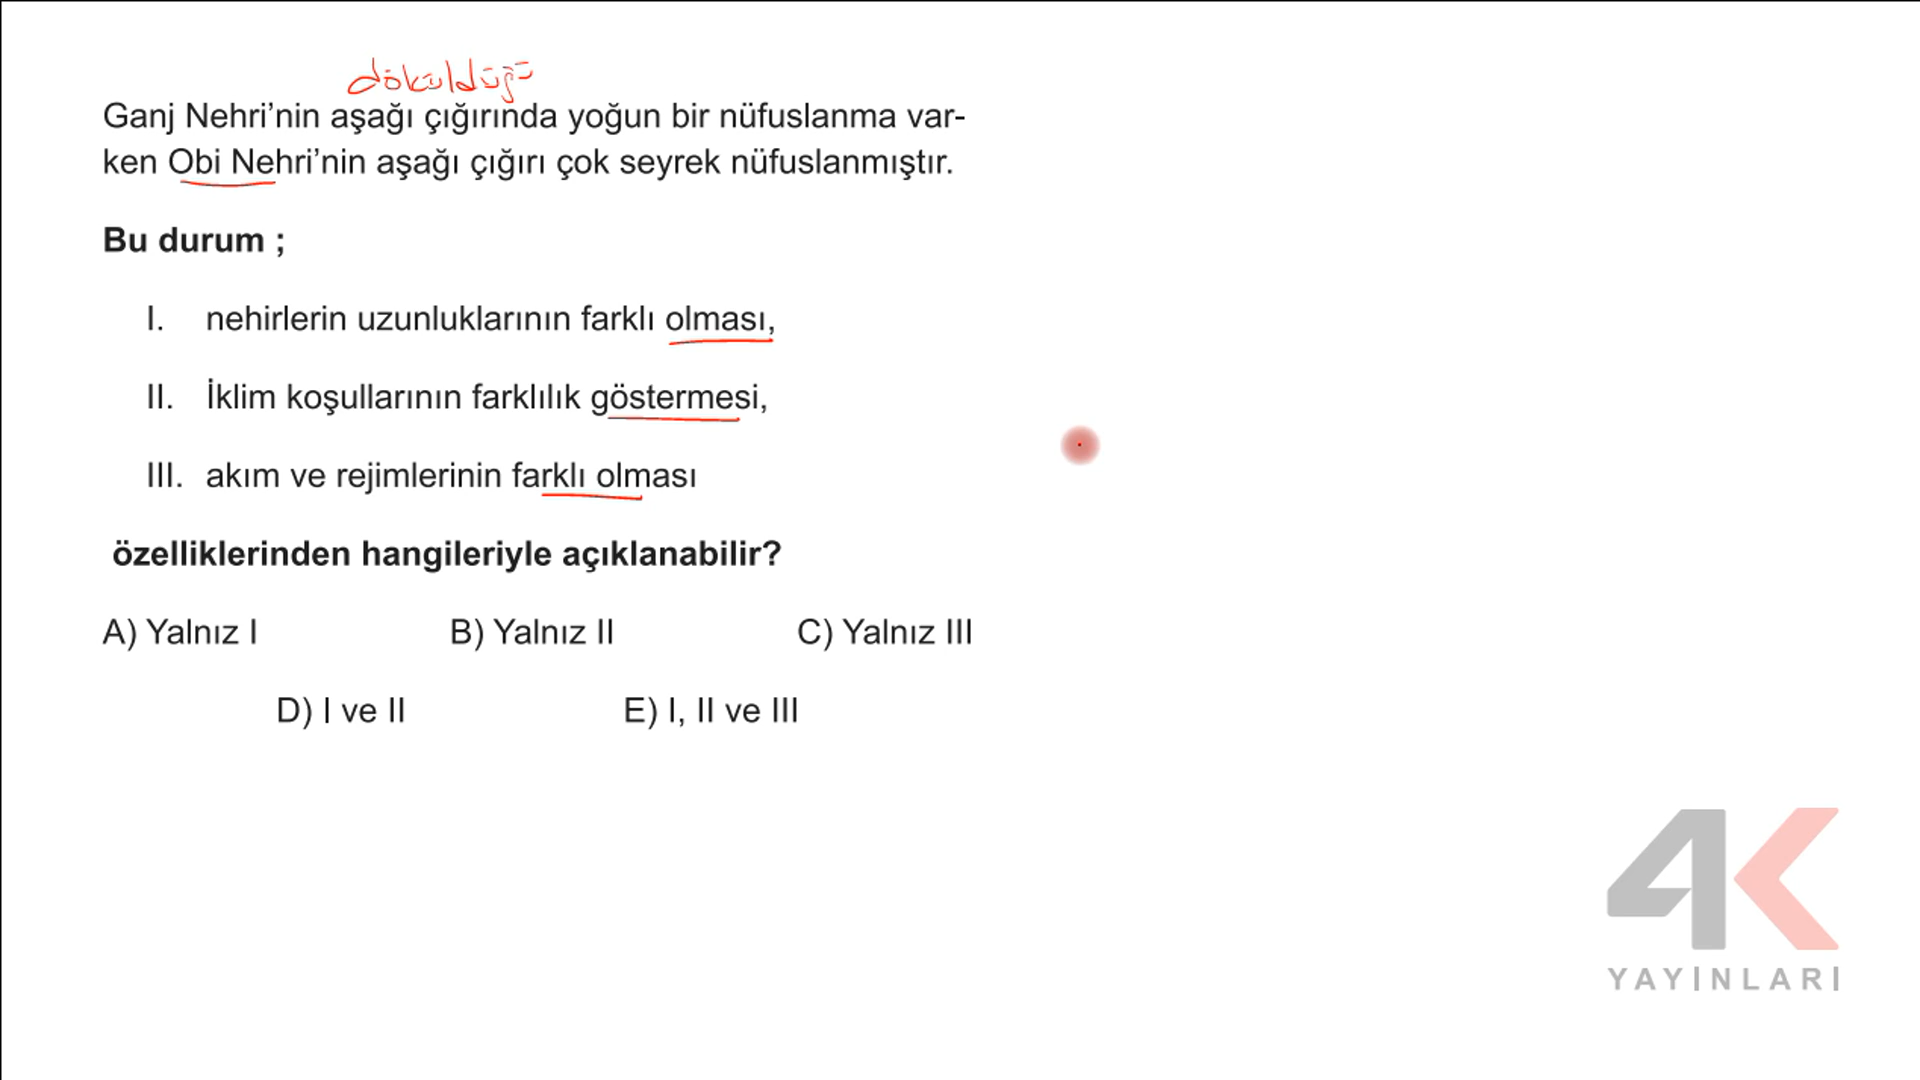 döküldüğü
Ganj Nehri’nin aşağı çığırında yoğun bir nüfuslanma var-
ken Obi Nehri’nin aşağı çığırı çok seyrek nüfuslanmıştır.
Bu durum ;
I. nehirlerin uzunluklarının farklı olması,
II. İklim koşullarının farklılık göstermesi,
III. akım ve rejimlerinin farklı olması
özelliklerinden hangileriyle açıklanabilir?
A) Yalnız I B) Yalnız II C) Yalnız III
D) I ve II E) I, II ve III
4K
YAYINLARI